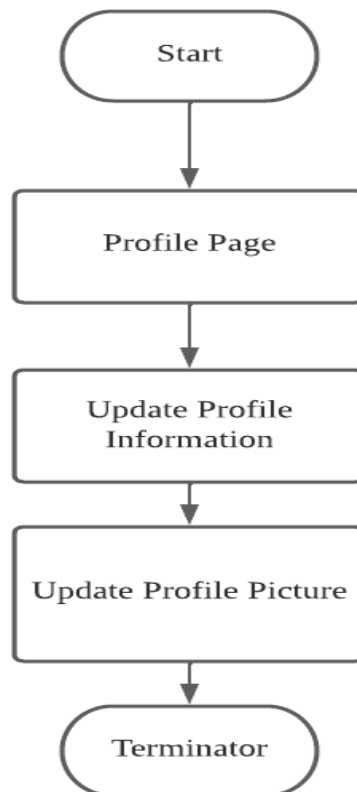 Start
Profile Page
Update Profile
Information
Update Profile Picture
Terminator